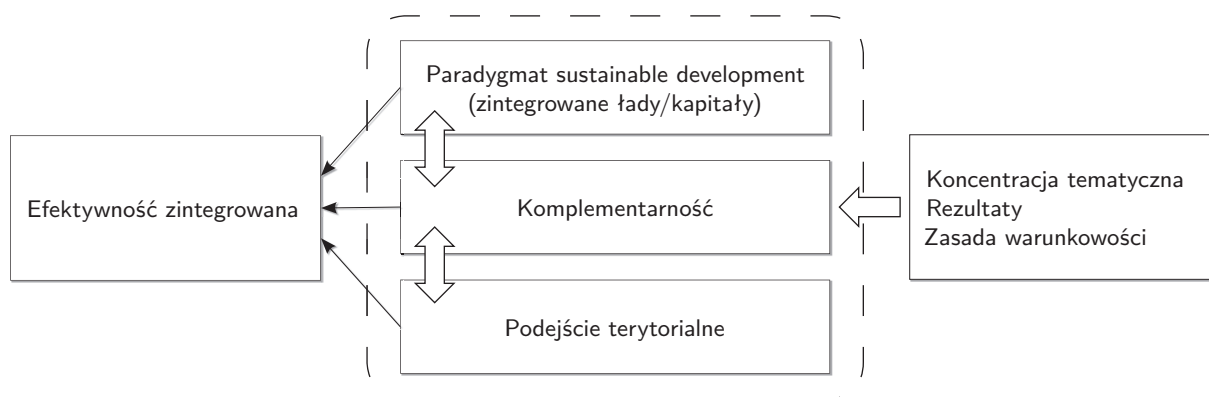 Paradygmat sustainable development
(zintegrowane łady/kapitały)
Efektywność zintegrowana
Komplementarność
Koncentracja tematyczna
Rezultaty
Zasada warunkowości
Podejście terytorialne